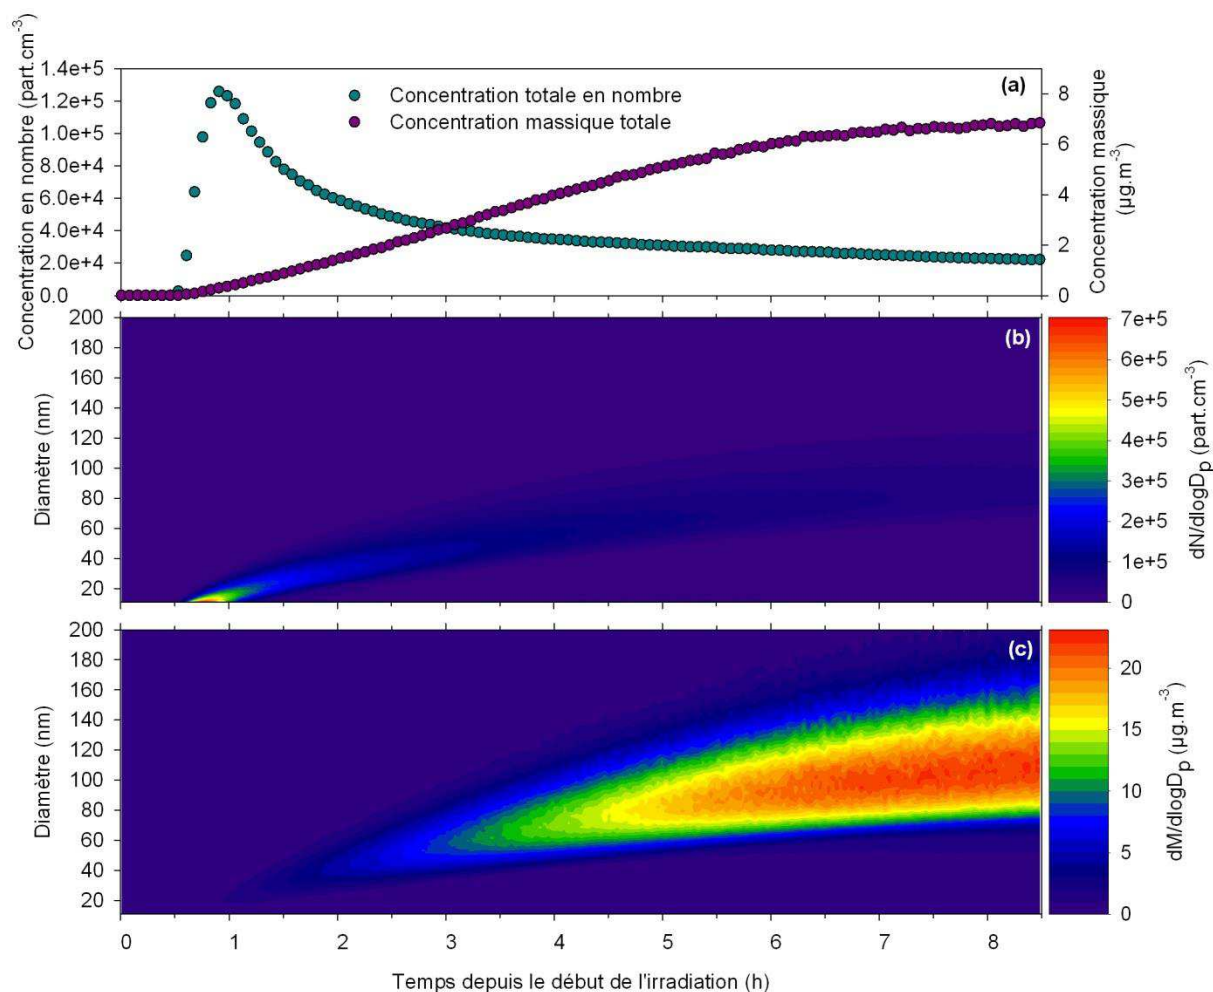 Concentration en nombre (part.cm-3)
1.4e+5
1.2e+5
1.0e+5
8.0e+4
6.0e+4
4.0e+4
2.0e+4
0.0
Concentration totale en nombre
Concentration massique totale
(a)
8
6
4
2
0
Concentration massique
(µg.m-3)
Diamètre (nm)
200
180
160
140
120
100
80
60
40
20
(b)
7e+5
6e+5
5e+5
4e+5
3e+5
2e+5
1e+5
0
dN/dlogDp (part.cm-3)
Diamètre (nm)
200
180
160
140
120
100
80
60
40
20
(c)
20
15
10
5
0
dM/dlogDp (µg.m-3)
0 1 2 3 4 5 6 7 8
Temps depuis le début de l'irradiation (h)